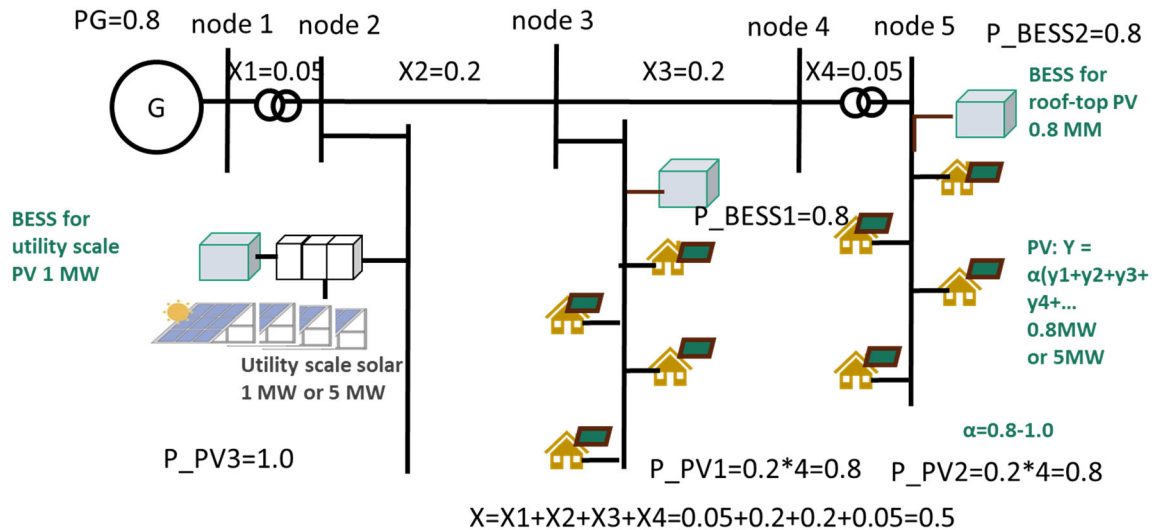 PG=0.8
node 1
node 2
node 3
node 4
node 5
P_BESS2=0.8
X1=0.05
X2=0.2
X3=0.2
X4=0.05
G
BESS for
roof-top PV
0.8 MM
BESS for
utility scale
PV 1 MW
P_BESS1=0.8
PV: Y =
α(y1+y2+y3+
y4+...
0.8MW
or 5MW
Utility scale solar
1 MW or 5 MW
α=0.8-1.0
P_PV3=1.0
P_PV1=0.2*4=0.8
P_PV2=0.2*4=0.8
X=X1+X2+X3+X4=0.05+0.2+0.2+0.05=0.5